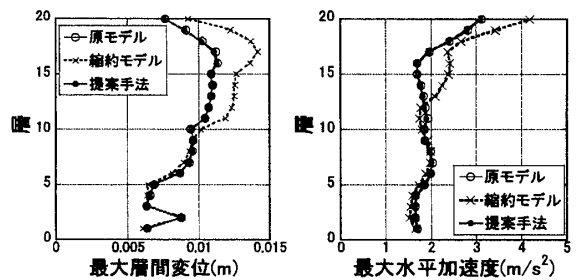 20
15
10
5
0
層
原モデル
縮約モデル
提案手法
0 0.005 0.01 0.015
最大層間変位(m)
20
15
10
5
0
層
原モデル
縮約モデル
提案手法
0 1 2 3 4 5
最大水平加速度(m/s²)